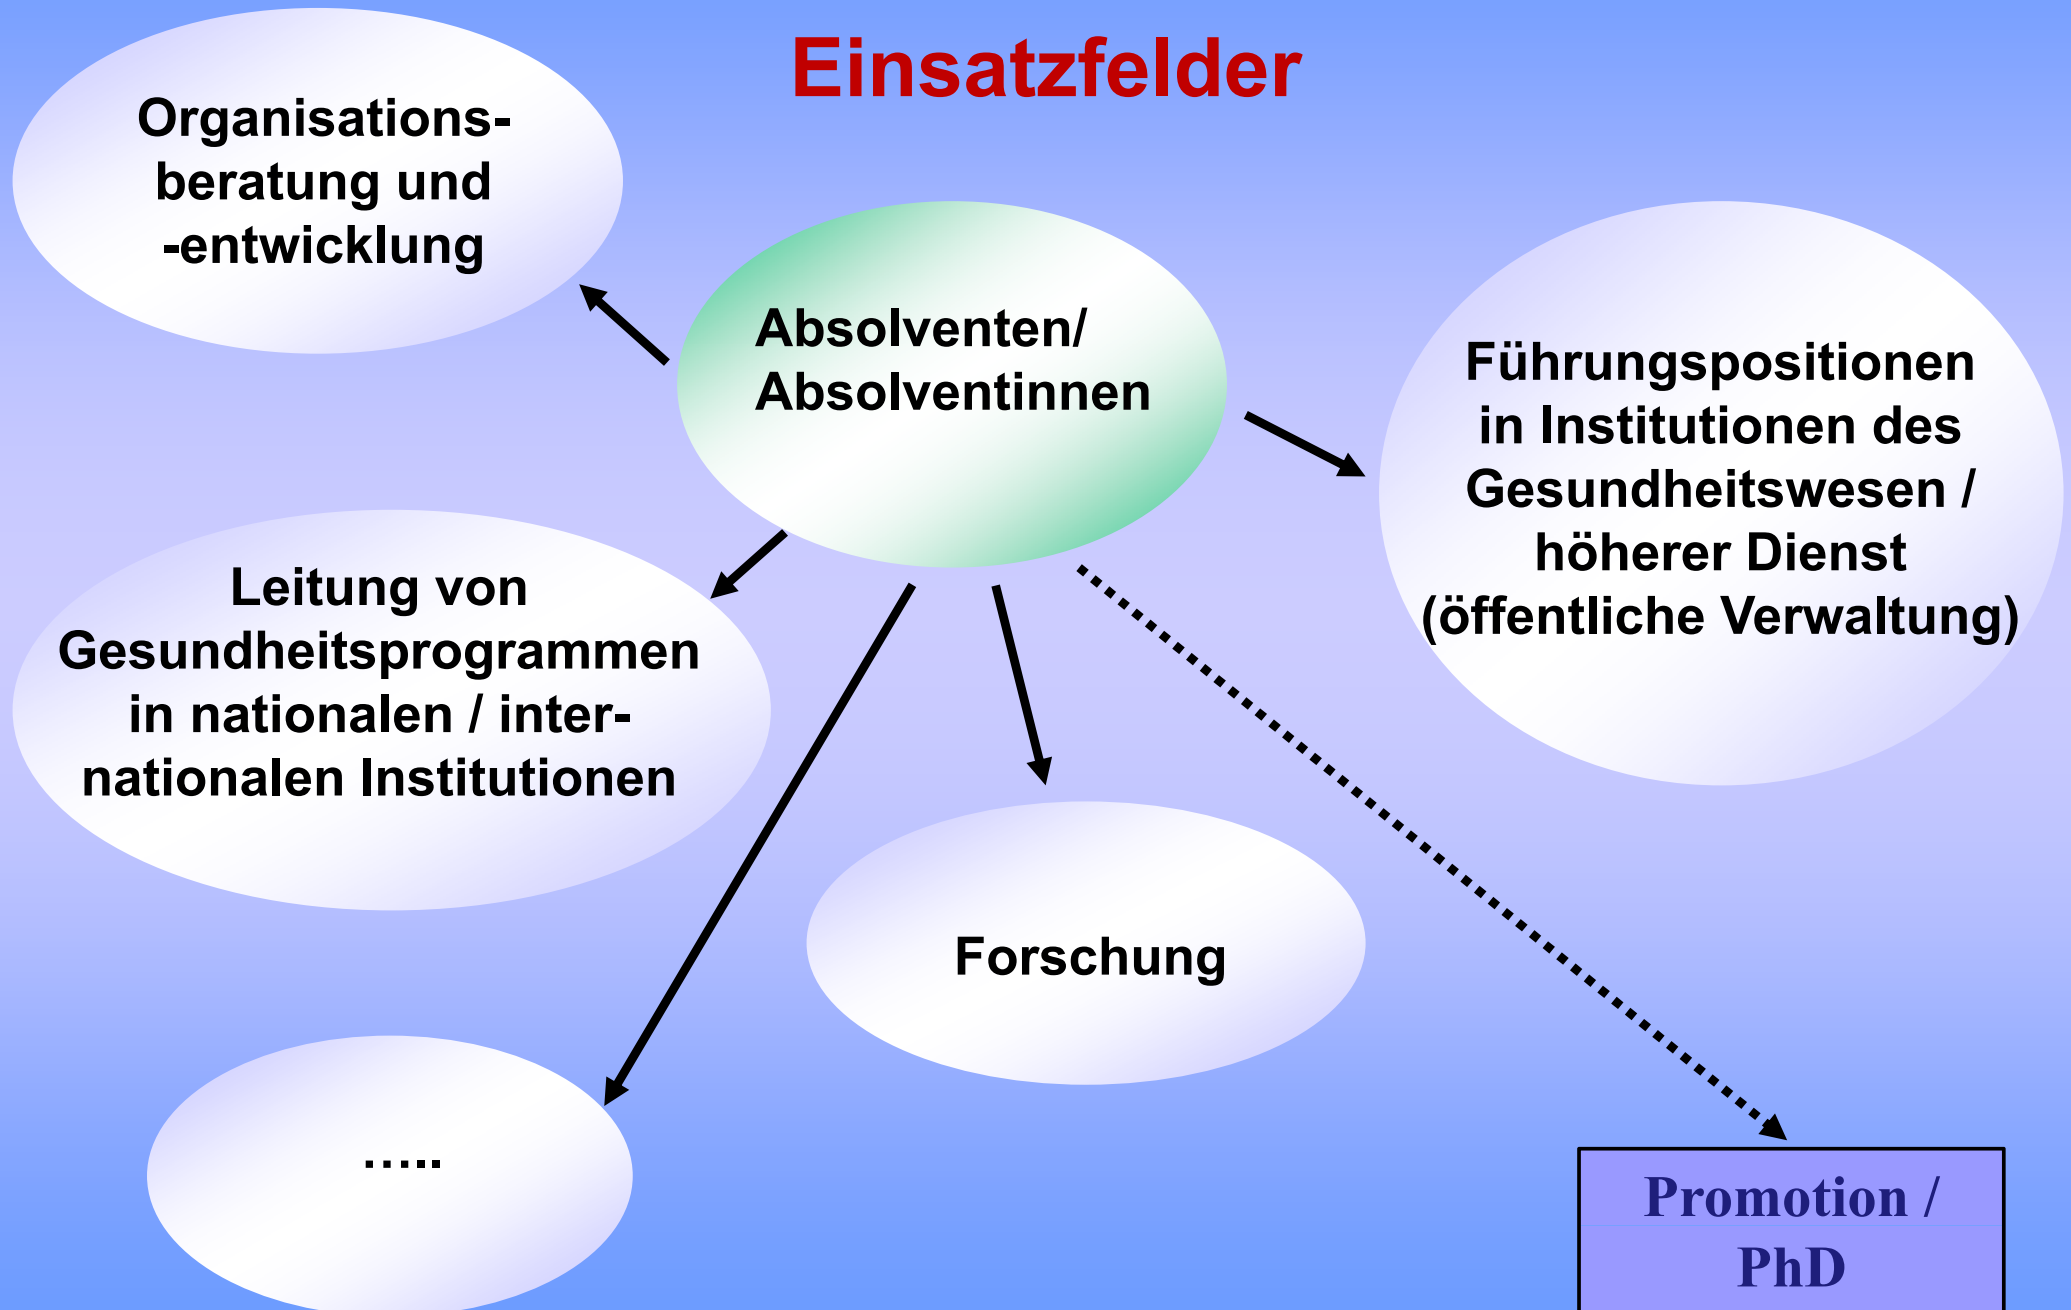 Einsatzfelder
Organisations-
beratung und
-entwicklung
Absolventen/
Absolventinnen
Führungspositionen
in Institutionen des
Gesundheitswesen /
höherer Dienst
(öffentliche Verwaltung)
Leitung von
Gesundheitsprogrammen
in nationalen / inter-
nationalen Institutionen
Forschung
…..
Promotion /
PhD